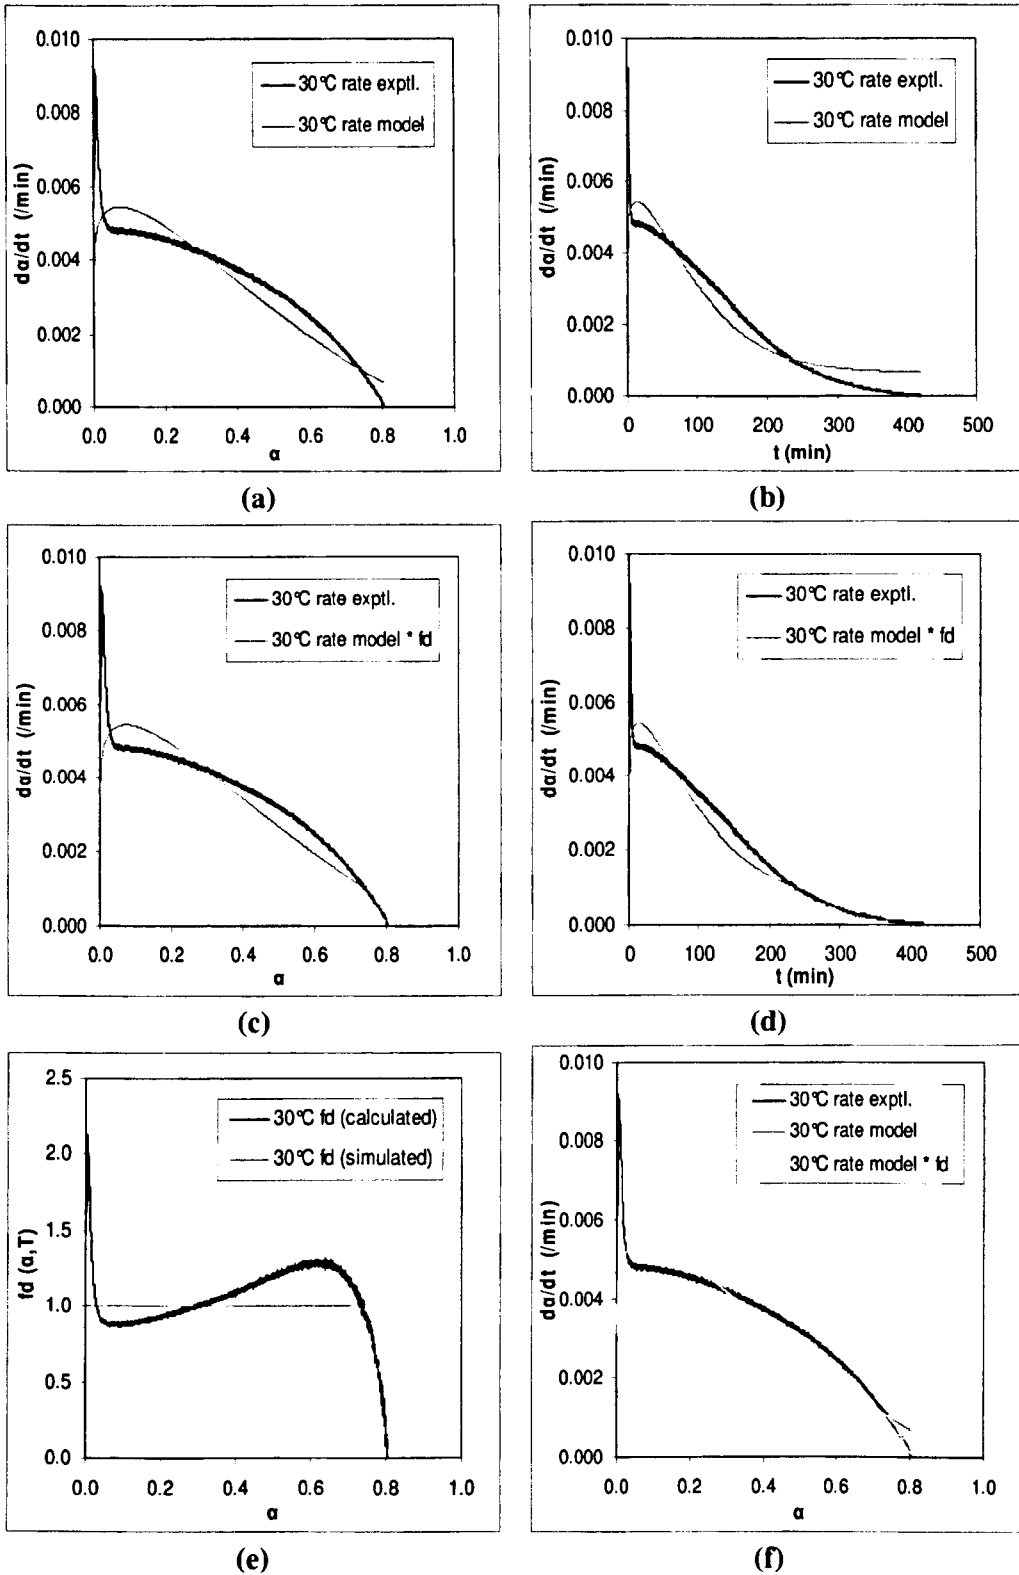 0.010
0.008
0.006
0.004
0.002
0.000
dα/dt (/min)
30°C rate exptl.
30°C rate model
0.0 0.2 0.4 0.6 0.8 1.0
α
(a)
0.010
0.008
0.006
0.004
0.002
0.000
dα/dt (/min)
30°C rate exptl.
30°C rate model
0 100 200 300 400 500
t (min)
(b)
0.010
0.008
0.006
0.004
0.002
0.000
dα/dt (/min)
30°C rate exptl.
30°C rate model * fd
0.0 0.2 0.4 0.6 0.8 1.0
α
(c)
0.010
0.008
0.006
0.004
0.002
0.000
dα/dt (/min)
30°C rate exptl.
30°C rate model * fd
0 100 200 300 400 500
t (min)
(d)
2.5
2.0
1.5
1.0
0.5
0.0
fd (α,T)
30°C fd (calculated)
30°C fd (simulated)
0.0 0.2 0.4 0.6 0.8 1.0
α
(e)
0.010
0.008
0.006
0.004
0.002
0.000
dα/dt (/min)
30°C rate exptl.
30°C rate model
30°C rate model * fd
0.0 0.2 0.4 0.6 0.8 1.0
α
(f)